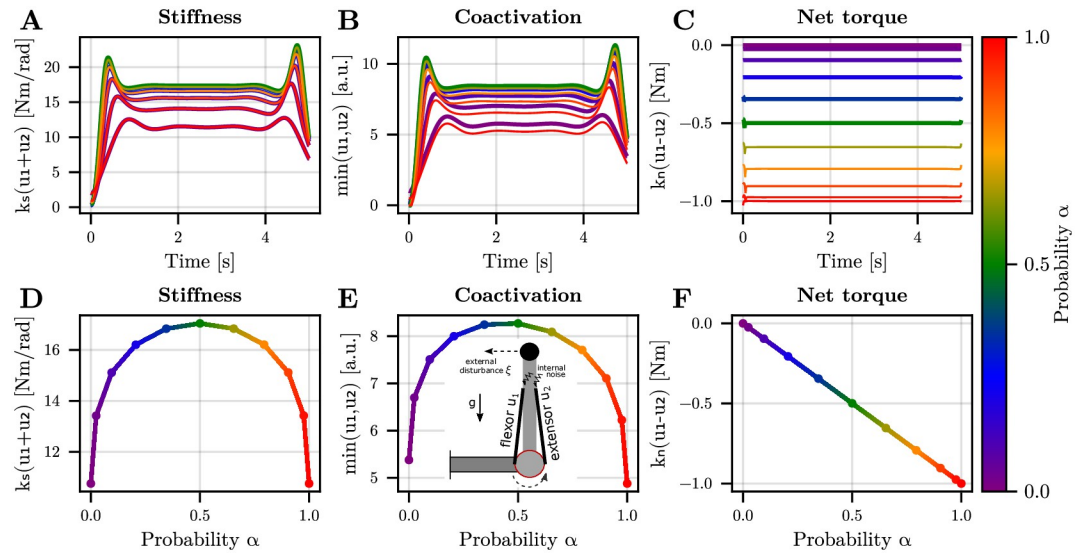 A Stiffness
kₛ(u₁+u₂) [Nm/rad]
20
15
10
5
0
0 2 4
Time [s]
B Coactivation
min(u₁,u₂) [a.u.]
10
5
0
0 2 4
Time [s]
C Net torque
kₙ(u₁-u₂) [Nm]
−0.0
−0.5
−1.0
0 2 4
Time [s]
1.0
0.5
0.0
Probability α
D Stiffness
kₛ(u₁+u₂) [Nm/rad]
16
14
12
0.0 0.5 1.0
Probability α
E Coactivation
min(u₁,u₂) [a.u.]
8
7
6
5
external
disturbance ξ
internal
noise
g
flexor u₁
extensor u₂
0.0 0.5 1.0
Probability α
F Net torque
kₙ(u₁-u₂) [Nm]
−0.0
−0.5
−1.0
0.0 0.5 1.0
Probability α